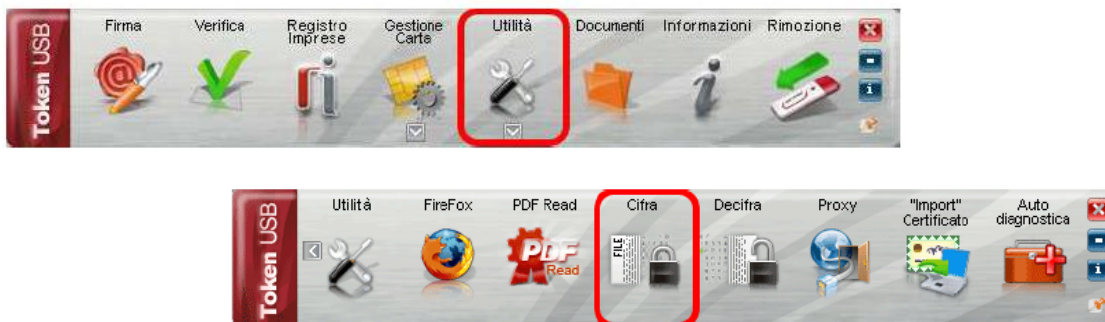 Token USB
Firma
Verifica
Registro
Imprese
Gestione
Carta
Utilità
Documenti
Informazioni
Rimozione
Token USB
Utilità
FireFox
PDF Read
PDF
Read
Cifra
FILE
Decifra
Proxy
"Import"
Certificato
Auto
diagnostica